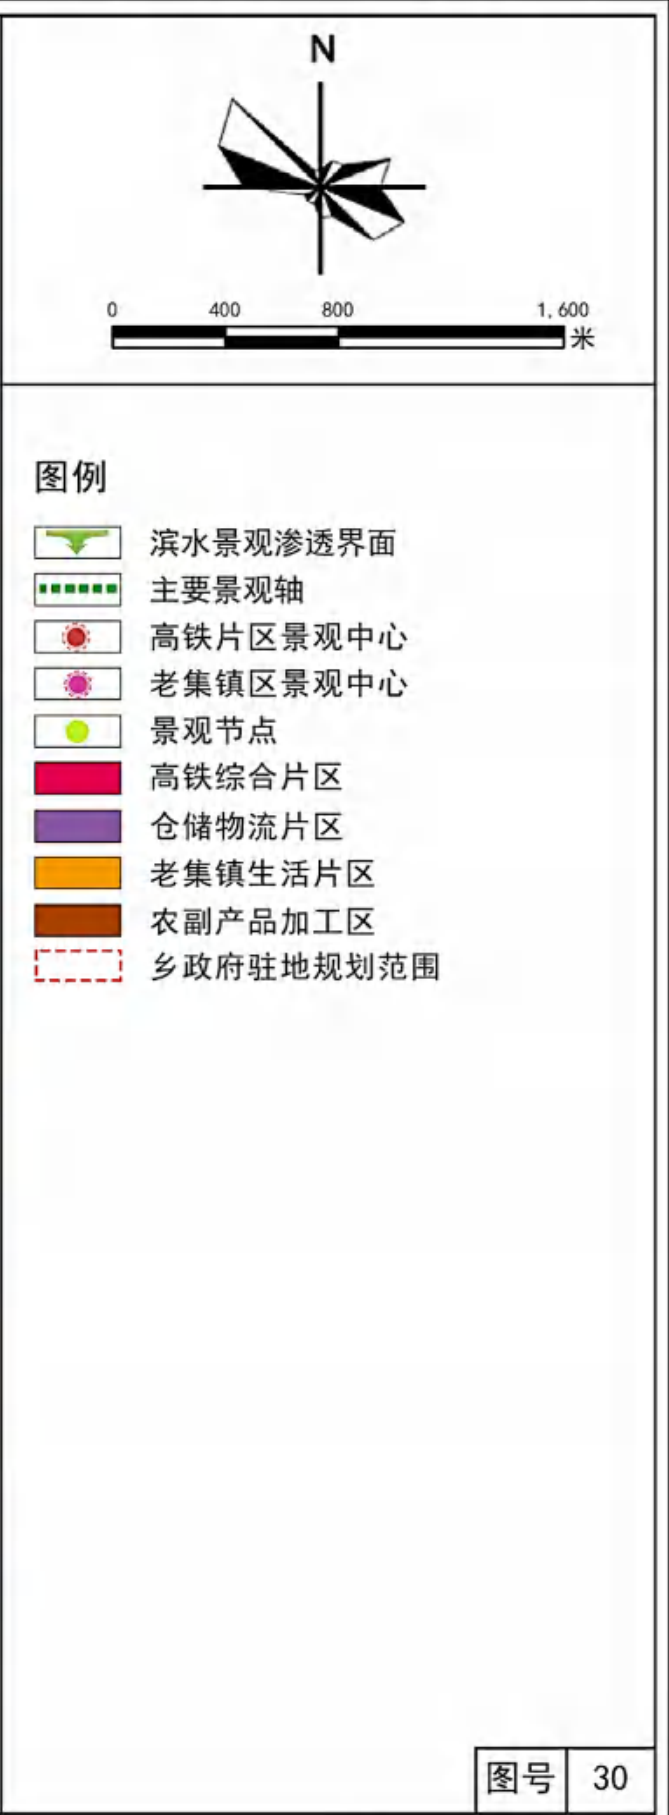 N
0 400 800 1,600
米
图例
滨水景观渗透界面
主要景观轴
高铁片区景观中心
老集镇区景观中心
景观节点
高铁综合片区
仓储物流片区
老集镇生活片区
农副产品加工区
乡政府驻地规划范围
图号 30